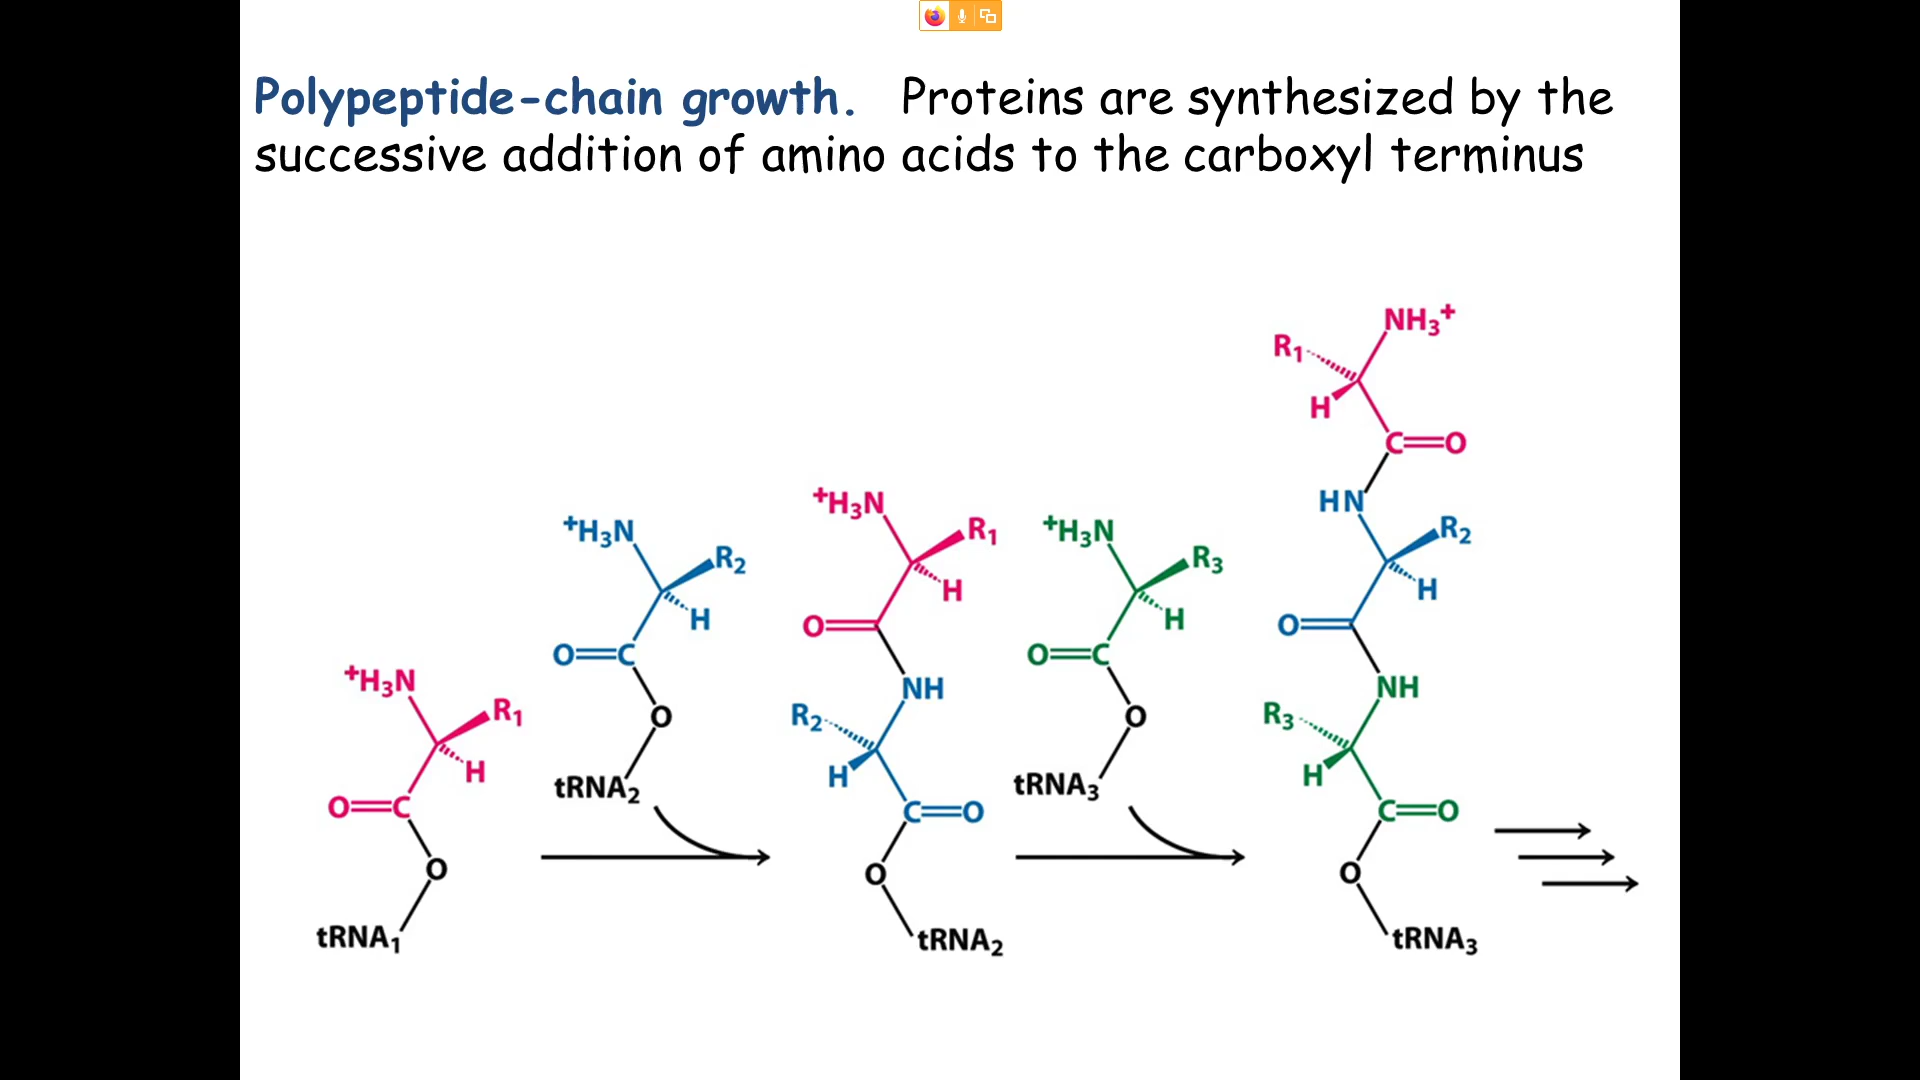 Polypeptide-chain growth. Proteins are synthesized by the
successive addition of amino acids to the carboxyl terminus
+H3N
R1
H
O
C
O
tRNA1
+H3N
R2
H
O
C
O
tRNA2
+H3N
R1
H
O
NH
R2
H
C
O
O
tRNA2
+H3N
R3
H
O
C
O
tRNA3
NH3+
R1
H
C
O
HN
R2
H
O
NH
R3
H
C
O
O
tRNA3